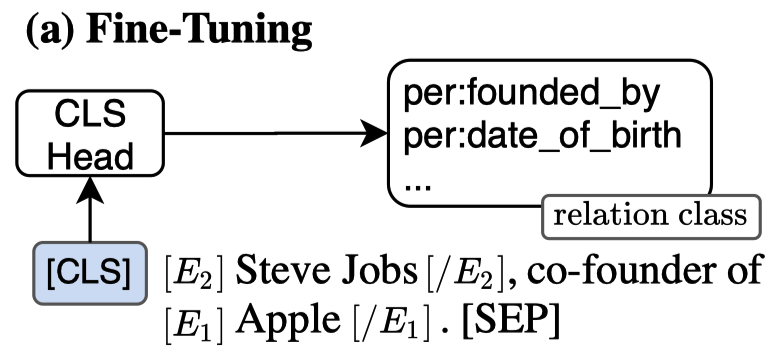 (a) Fine-Tuning
CLS
Head
per:founded_by
per:date_of_birth
...
relation class
[CLS] [E₂] Steve Jobs [/E₂], co-founder of
[E₁] Apple [/E₁] . [SEP]